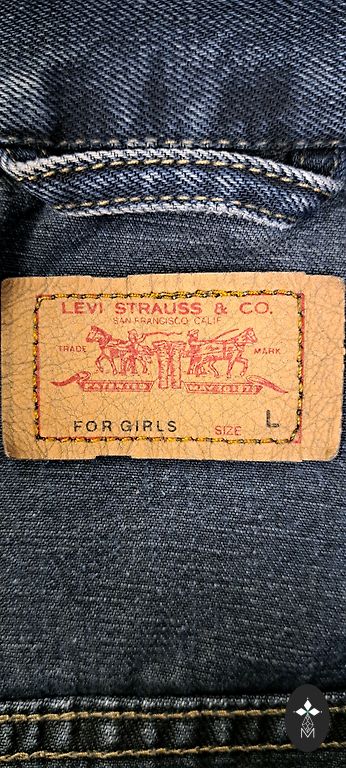 LEVI STRAUSS & CO.
SAN FRANCISCO CALIF
TRADE MARK
FOR GIRLS SIZE L